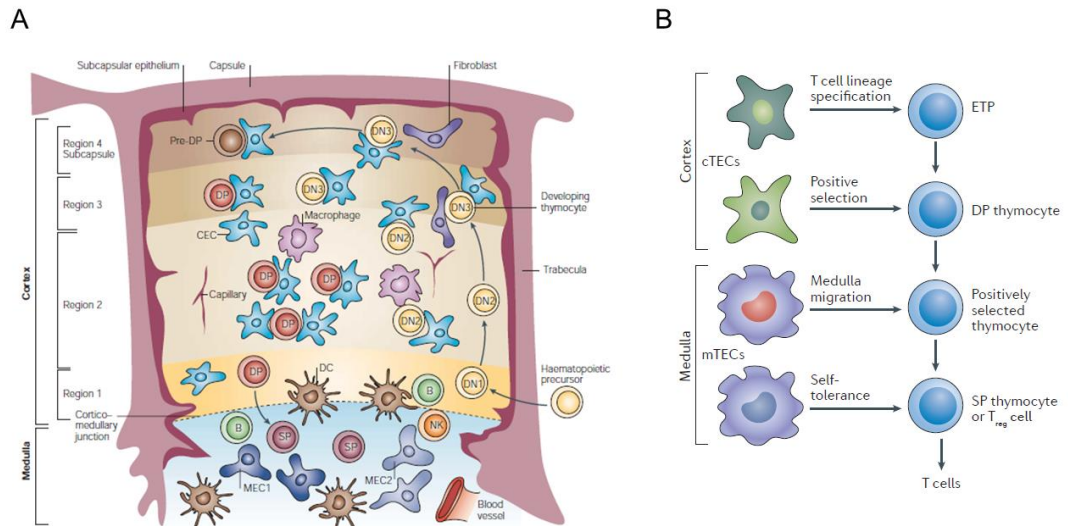 A
Subcapsular epithelium
Capsule
Fibroblast
Cortex
Region 4
Subcapsule
Pre-DP
DN3
Region 3
DP
DN3
DN3
Macrophage
Developing
thymocyte
CEC
DN2
Trabecula
Region 2
DP
DP
Capillary
DN2
DN2
DP
Region 1
DP
DC
B
DN1
Haematopoietic
precursor
Cortico-
medullary
junction
Medulla
B
SP
SP
NK
MEC1
MEC2
Blood
vessel
B
Cortex
cTECs
T cell lineage
specification
ETP
Positive
selection
DP thymocyte
Medulla
mTECs
Medulla
migration
Positively
selected
thymocyte
Self-
tolerance
SP thymocyte
or Treg cell
T cells